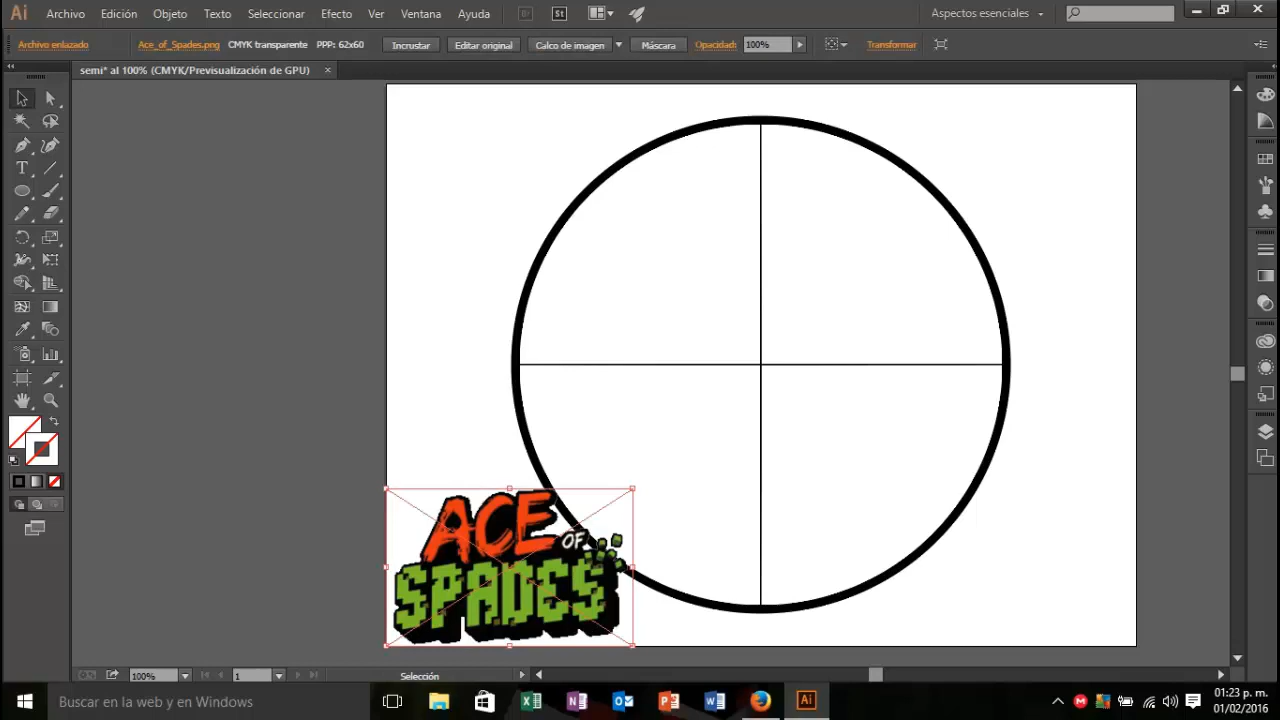 Ai Archivo Edición Objeto Texto Seleccionar Efecto Ver Ventana Ayuda Br St Aspectos esenciales
Archivo enlazado Ace_of_Spades.png CMYK transparente PPP: 62x60 Incrustar Editar original Calco de imagen Máscara Opacidad: 100% Transformar
semi* al 100% (CMYK/Previsualización de GPU) ×
ACE
OF
SPADES
100% 1 Selección
Buscar en la web y en Windows
01:23 p. m.
01/02/2016